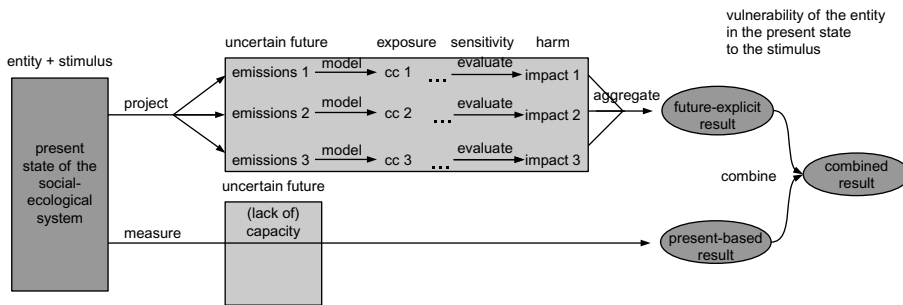 vulnerability of the entity
in the present state
to the stimulus
entity + stimulus
uncertain future exposure sensitivity harm
present
state of the
social-
ecological
system
project
emissions 1 model cc 1 ... evaluate impact 1
emissions 2 model cc 2 ... evaluate impact 2
emissions 3 model cc 3 ... evaluate impact 3
aggregate
future-explicit
result
uncertain future
(lack of)
capacity
measure
present-based
result
combine
combined
result